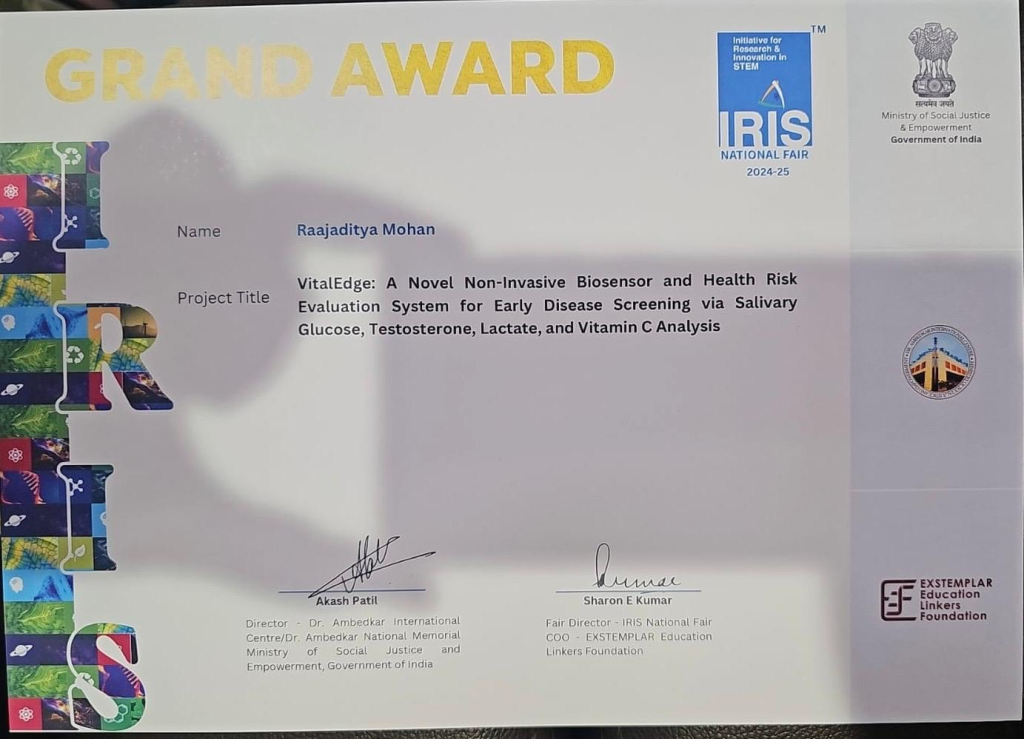 GRAND AWARD
TM
Initiative for
Research &
Innovation in
STEM
IRIS
NATIONAL FAIR
2024-25
सत्यमेव जयते
Ministry of Social Justice
& Empowerment
Government of India
IRIS
Name
Raajaditya Mohan
Project Title
VitalEdge: A Novel Non-Invasive Biosensor and Health Risk
Evaluation System for Early Disease Screening via Salivary
Glucose, Testosterone, Lactate, and Vitamin C Analysis
Akash Patil
Director - Dr. Ambedkar International
Centre/Dr. Ambedkar National Memorial
Ministry of Social Justice and
Empowerment, Government of India
Sharon E Kumar
Fair Director - IRIS National Fair
COO - EXSTEMPLAR Education
Linkers Foundation
EXSTEMPLAR
Education
Linkers
Foundation